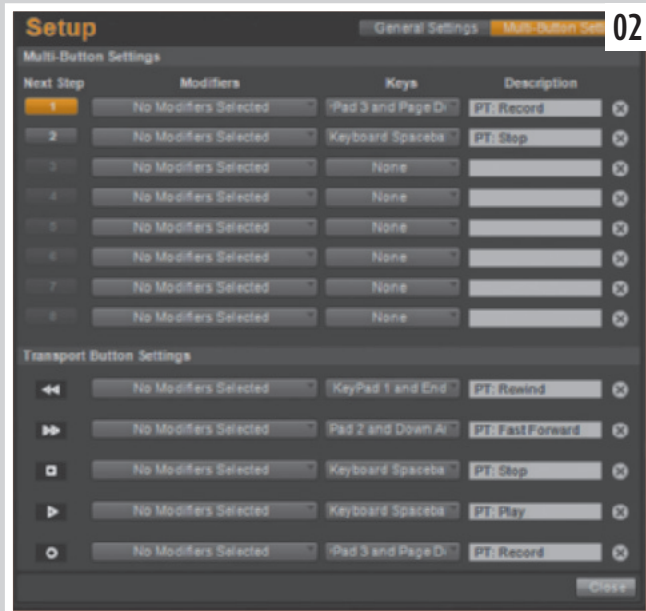 02
Setup
General Settings Multi-Button Sett
Multi-Button Settings
Next Step Modifiers Keys Description
1 No Modifiers Selected Pad 3 and Page D PT: Record
2 No Modifiers Selected Keyboard Spaceba PT: Stop
3 No Modifiers Selected None
4 No Modifiers Selected None
5 No Modifiers Selected None
6 No Modifiers Selected None
7 No Modifiers Selected None
8 No Modifiers Selected None
Transport Button Settings
No Modifiers Selected KeyPad 1 and End PT: Rewind
No Modifiers Selected Pad 2 and Down A PT: Fast Forward
No Modifiers Selected Keyboard Spaceba PT: Stop
No Modifiers Selected Keyboard Spaceba PT: Play
No Modifiers Selected Pad 3 and Page D PT: Record
Close